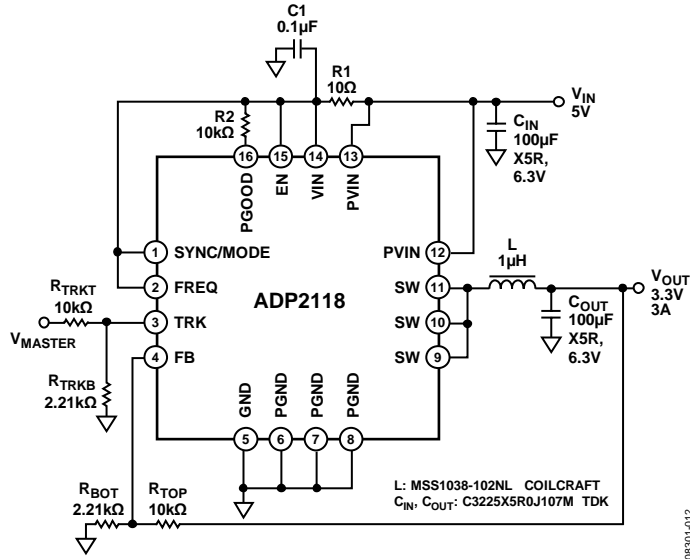 C1
0.1µF
R1
10Ω
V_IN
5V
R2
10kΩ
C_IN
100µF
X5R,
6.3V
16
15
14
13
PGOOD
EN
VIN
PVIN
1
SYNC/MODE
PVIN
12
L
1µH
2
FREQ
SW
11
V_OUT
3.3V
3A
R_TRKT
10kΩ
ADP2118
C_OUT
100µF
X5R,
6.3V
3
TRK
SW
10
V_MASTER
4
FB
SW
9
R_TRKB
2.21kΩ
GND
PGND
PGND
PGND
5
6
7
8
L: MSS1038-102NL COILCRAFT
C_IN, C_OUT: C3225X5R0J107M TDK
R_BOT
2.21kΩ
R_TOP
10kΩ
08301-012